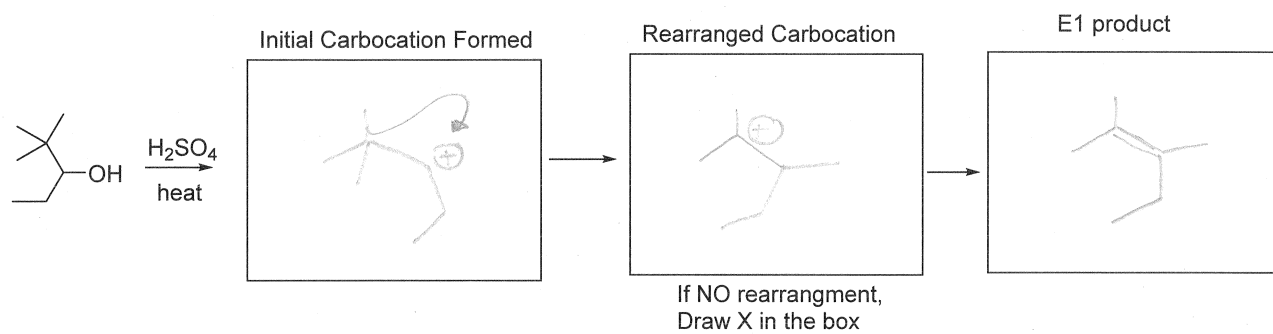 Initial Carbocation Formed
Rearranged Carbocation
E1 product
H₂SO₄
heat
OH
+
+
If NO rearrangment,
Draw X in the box